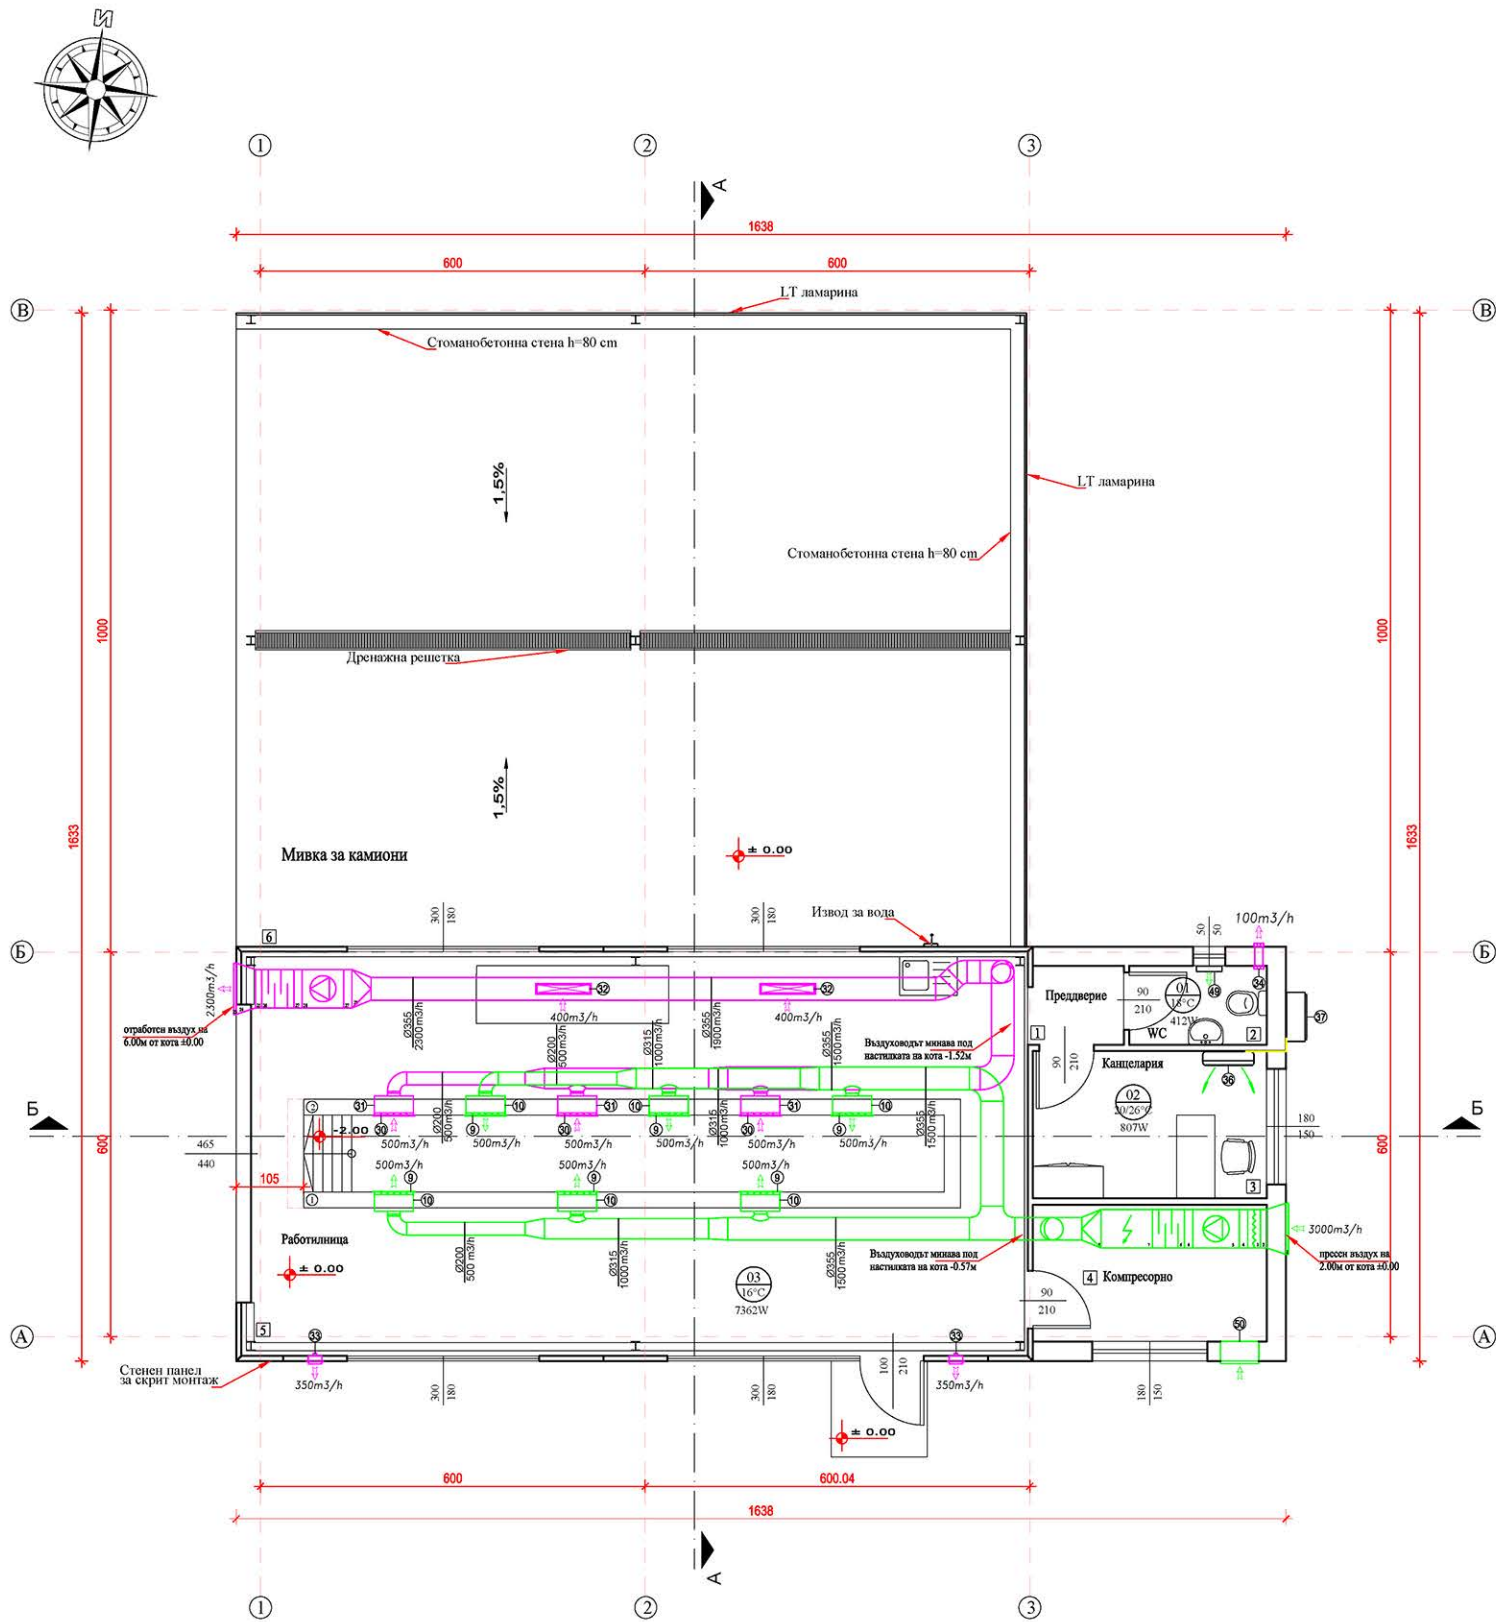 И
1
2
3
А
1638
600
600
В
LT ламарина
В
Стоманобетонна стена h=80 cm
1,5%
LT ламарина
Стоманобетонна стена h=80 cm
1000
1000
Дренажна решетка
1,5%
1633
1633
Мивка за камиони
± 0.00
300
180
300
180
Извод за вода
50
50
100m3/h
6
Б
Б
2300m3/h
отработен въздух на
6.00м от кота ±0.00
32
32
400m3/h
400m3/h
Ø355
2300m3/h
Ø200
500m3/h
Ø315
1000m3/h
Ø355
1900m3/h
Ø355
1500m3/h
Въздуховодът минава под
настилката на кота -1.52м
Преддверие
90
210
01
18°C
412W
WC
49
34
37
1
2
90
210
Канцелария
36
02
20/26°C
807W
180
150
3
31
10
31
10
31
10
30
9
30
9
30
9
2
Ø200
500m3/h
Ø315
1000m3/h
Ø355
1500m3/h
500m3/h
500m3/h
500m3/h
500m3/h
500m3/h
500m3/h
Б
Б
465
440
-2.00
600
600
105
500m3/h
500m3/h
500m3/h
9
9
9
10
10
10
1
Работилница
± 0.00
Ø200
500 m3/h
Ø315
1000m3/h
Ø355
1500m3/h
Въздуховодът минава под
настилката на кота -0.57м
3000m3/h
пресен въздух на
2.00м от кота ±0.00
03
16°C
7362W
4
Компресорно
90
210
50
5
33
33
А
А
Стенен панел
за скрит монтаж
350m3/h
350m3/h
300
180
300
180
100
210
180
150
± 0.00
600
600.04
1638
А
1
2
3